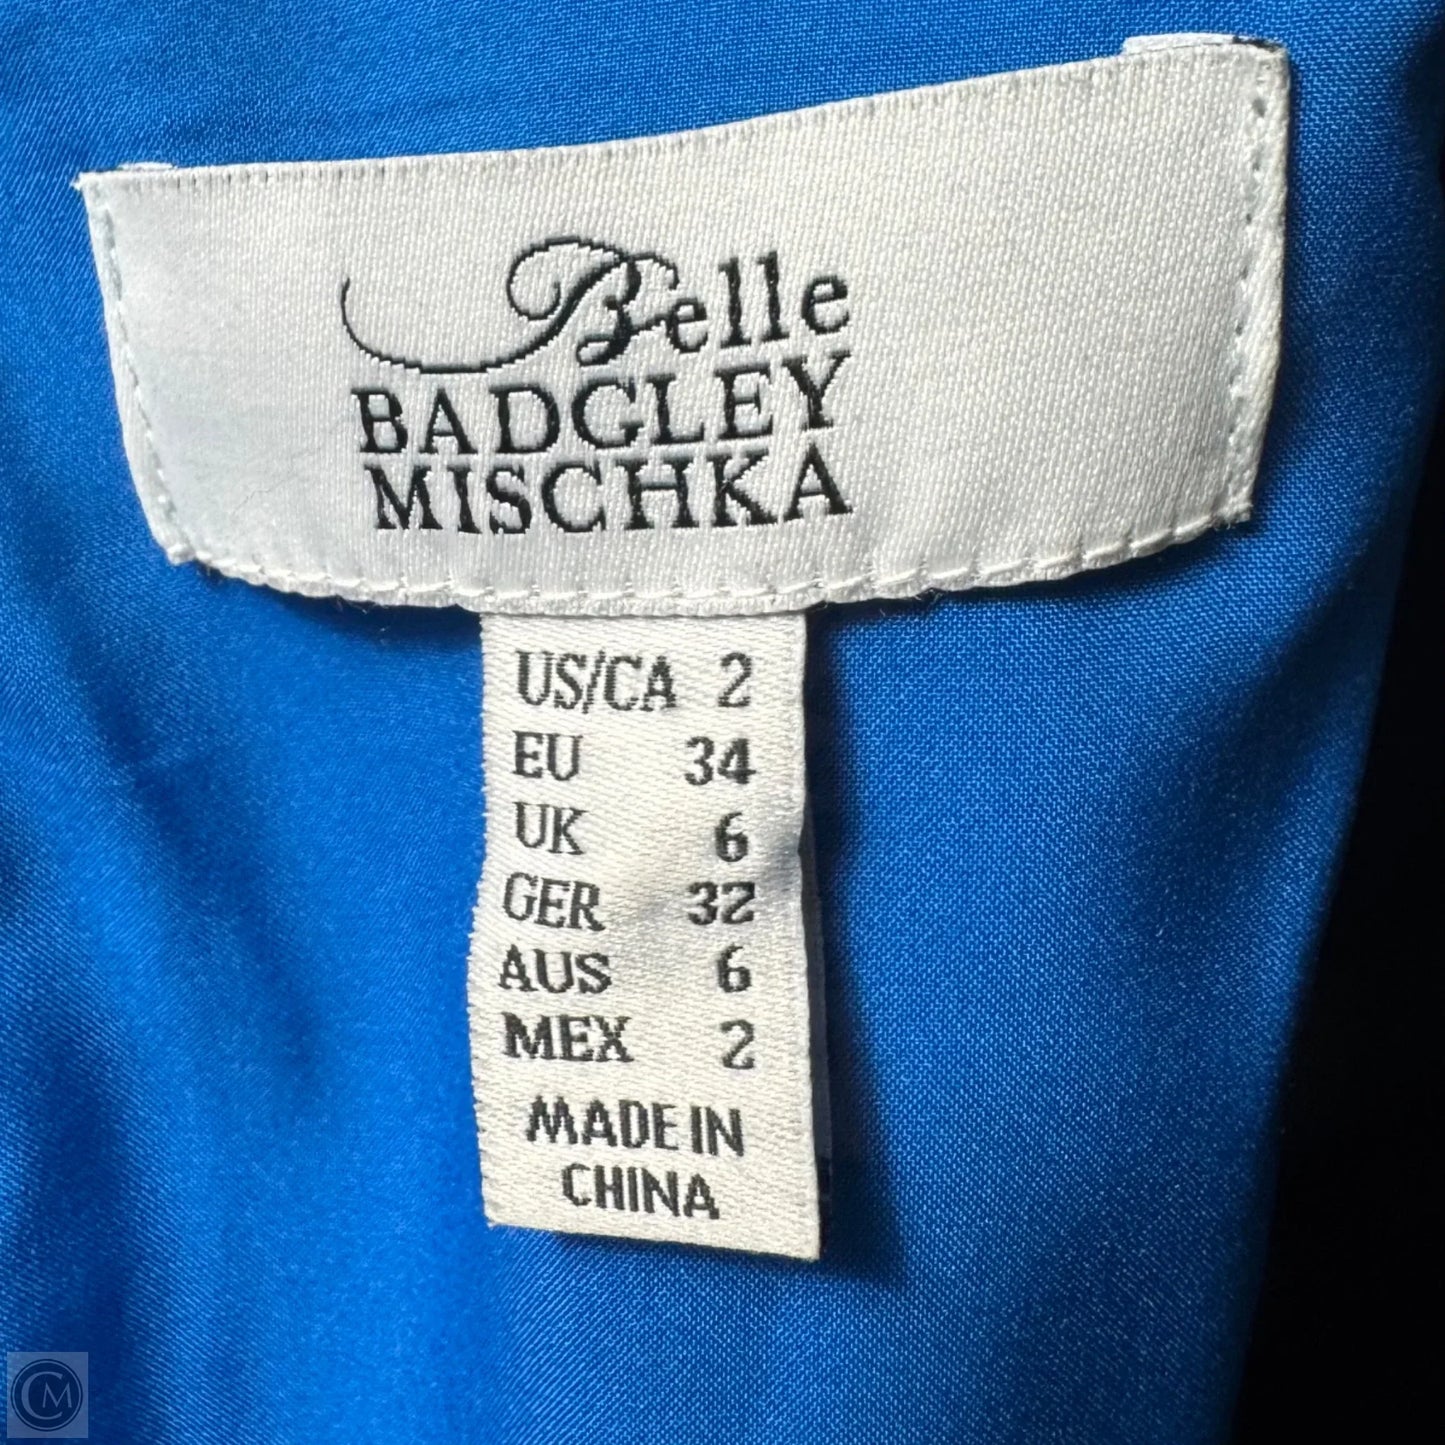 Belle
BADGLEY
MISCHKA
US/CA 2
EU 34
UK 6
GER 32
AUS 6
MEX 2
MADE IN
CHINA
CM